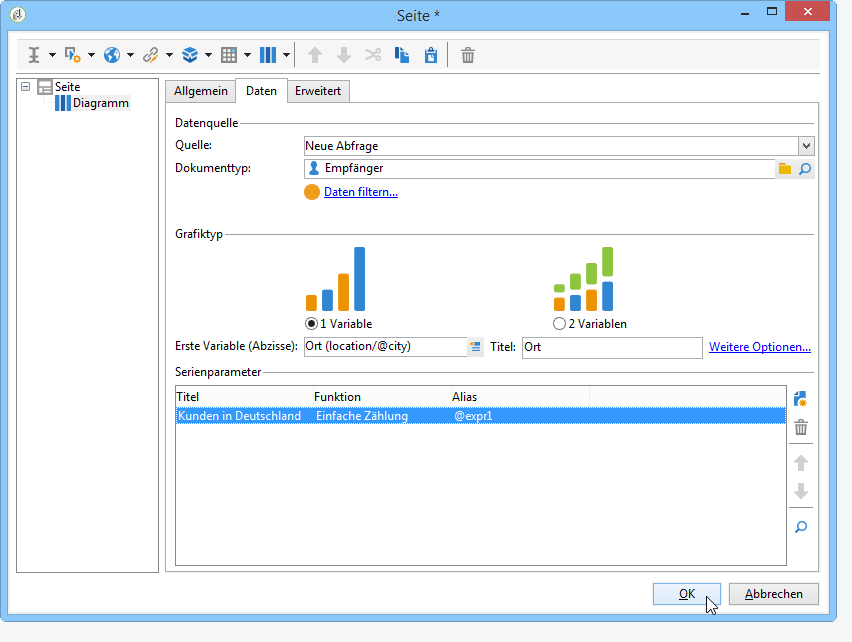 Seite *
Seite
Diagramm
Allgemein Daten Erweitert
Datenquelle
Quelle: Neue Abfrage
Dokumenttyp: Empfänger
Daten filtern...
Grafiktyp
1 Variable 2 Variablen
Erste Variable (Abzisse): Ort (location/@city) Titel: Ort Weitere Optionen...
Serienparameter
Titel Funktion Alias
Kunden in Deutschland Einfache Zählung @expr1
OK Abbrechen